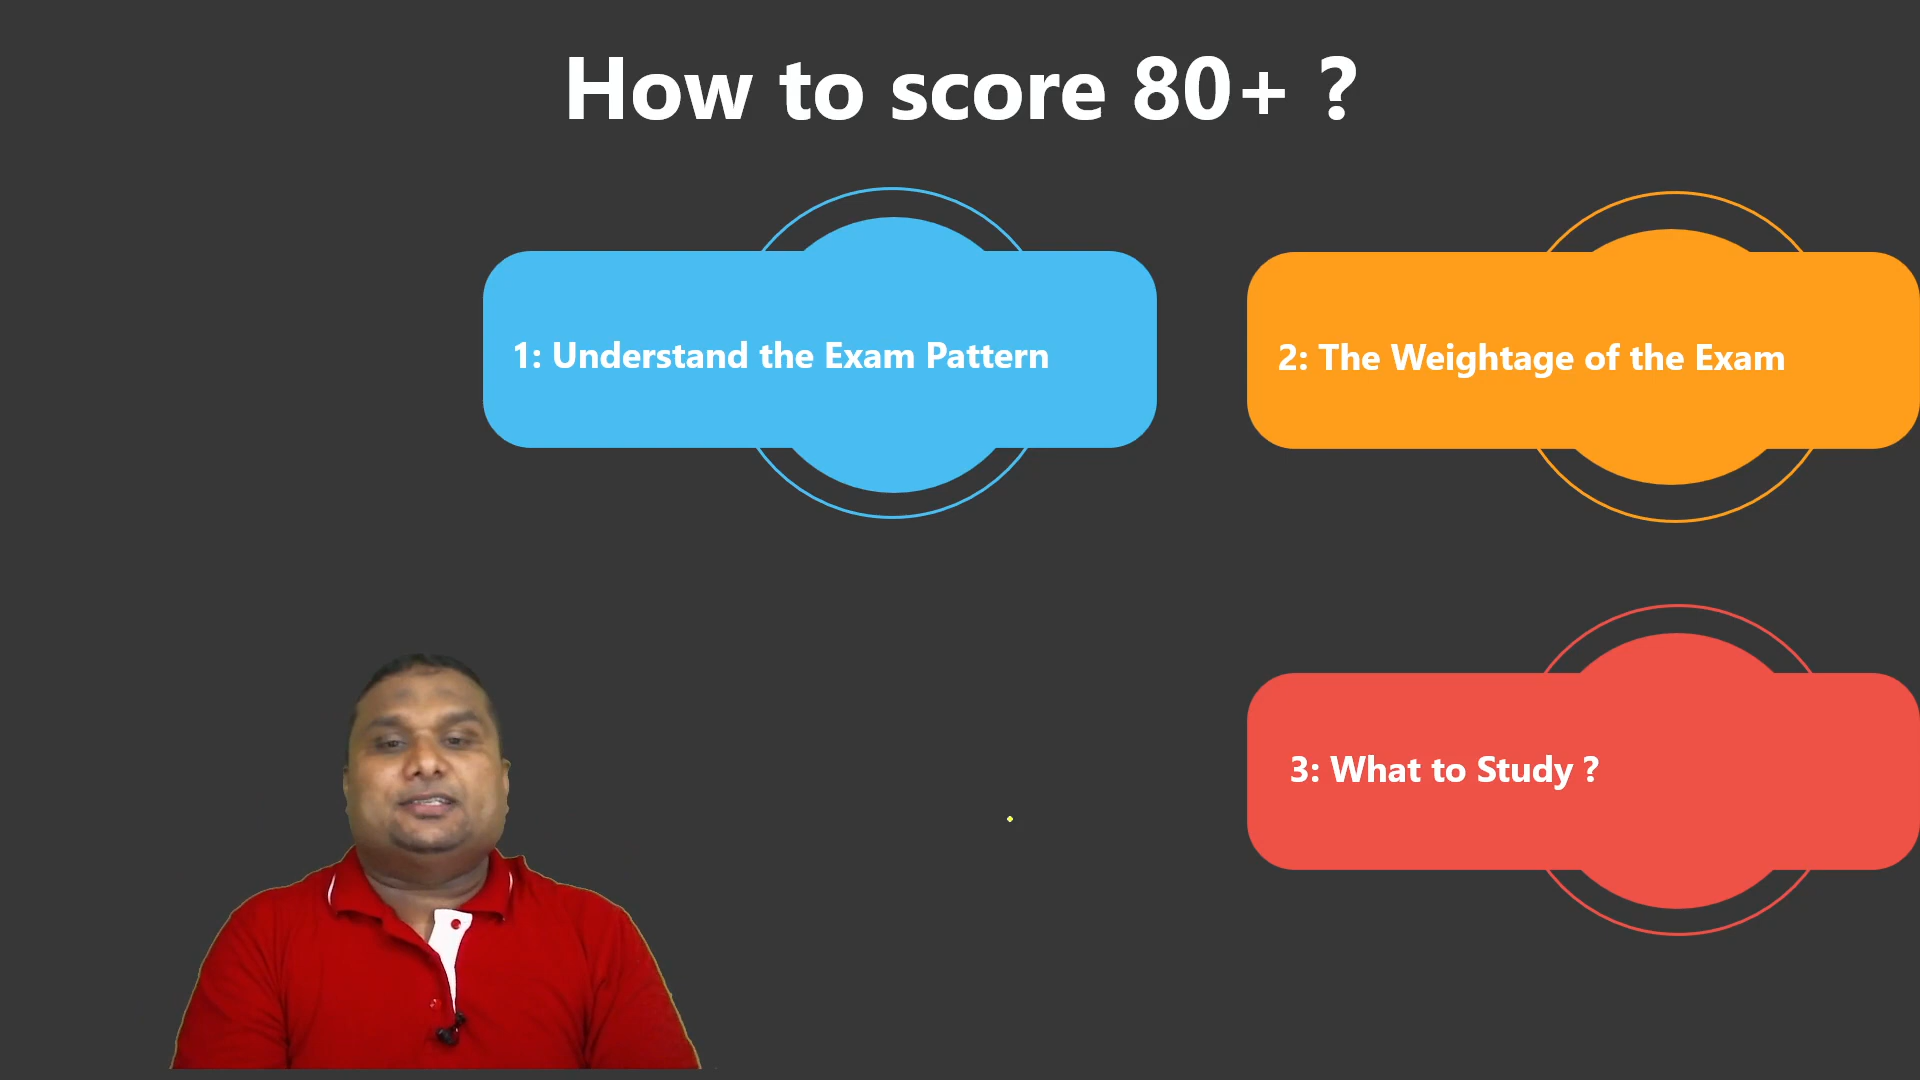 How to score 80+ ?
1: Understand the Exam Pattern
2: The Weightage of the Exam
3: What to Study ?